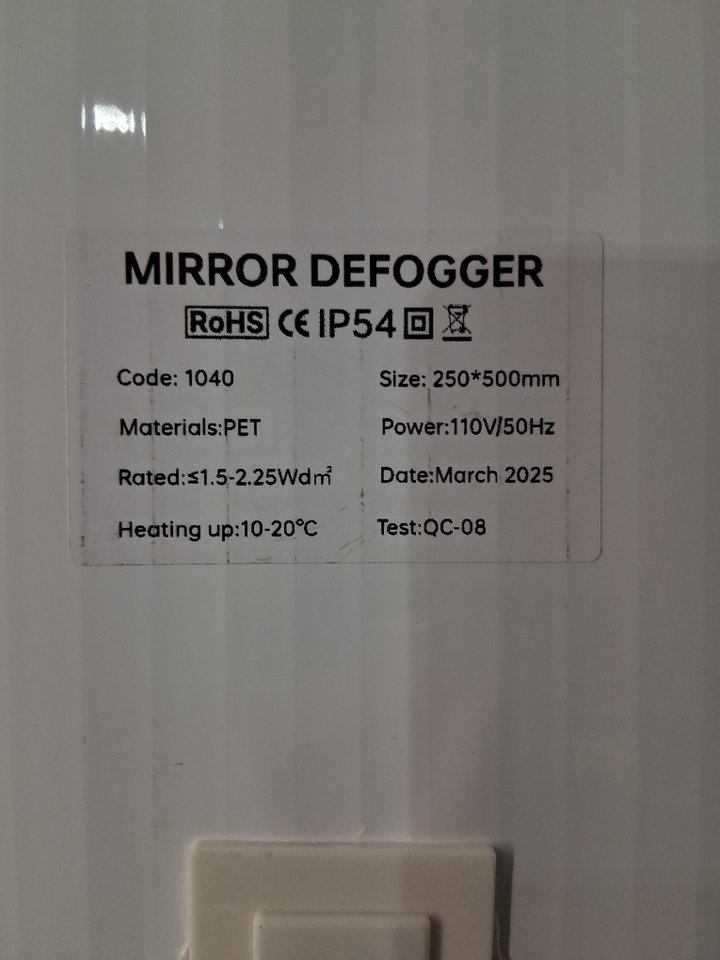 MIRROR DEFOGGER
RoHS CE IP54
Code: 1040 Size: 250*500mm
Materials:PET Power:110V/50Hz
Rated:≤1.5-2.25Wdm² Date:March 2025
Heating up:10-20°C Test:QC-08